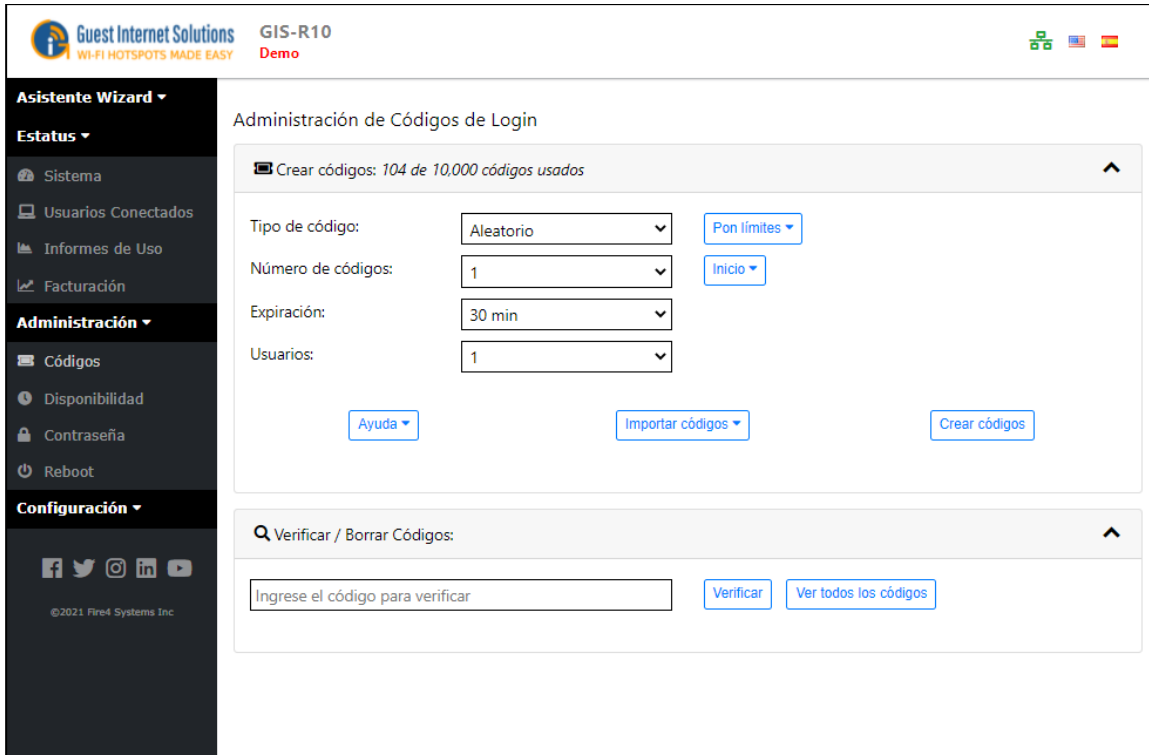 Guest Internet Solutions
WI-FI HOTSPOTS MADE EASY
GIS-R10
Demo
Asistente Wizard
Estatus
Sistema
Usuarios Conectados
Informes de Uso
Facturación
Administración
Códigos
Disponibilidad
Contraseña
Reboot
Configuración
©2021 Fire4 Systems Inc
Administración de Códigos de Login
Crear códigos: 104 de 10,000 códigos usados
Tipo de código: Aleatorio Pon límites
Número de códigos: 1 Inicio
Expiración: 30 min
Usuarios: 1
Ayuda Importar códigos Crear códigos
Verificar / Borrar Códigos:
Ingrese el código para verificar Verificar Ver todos los códigos